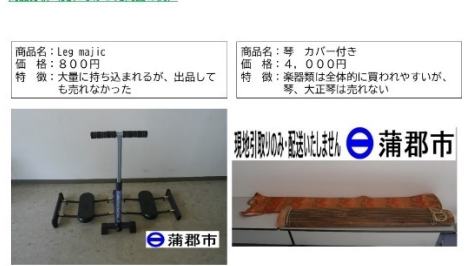 商品名：Leg majic
価　格：８００円
特　徴：大量に持ち込まれるが、出品して
も売れなかった
商品名：琴　カバー付き
価　格：４，０００円
特　徴：楽器類は全体的に買われやすいが、
琴、大正琴は売れない
現地引取りのみ・配送いたしません
蒲郡市
蒲郡市